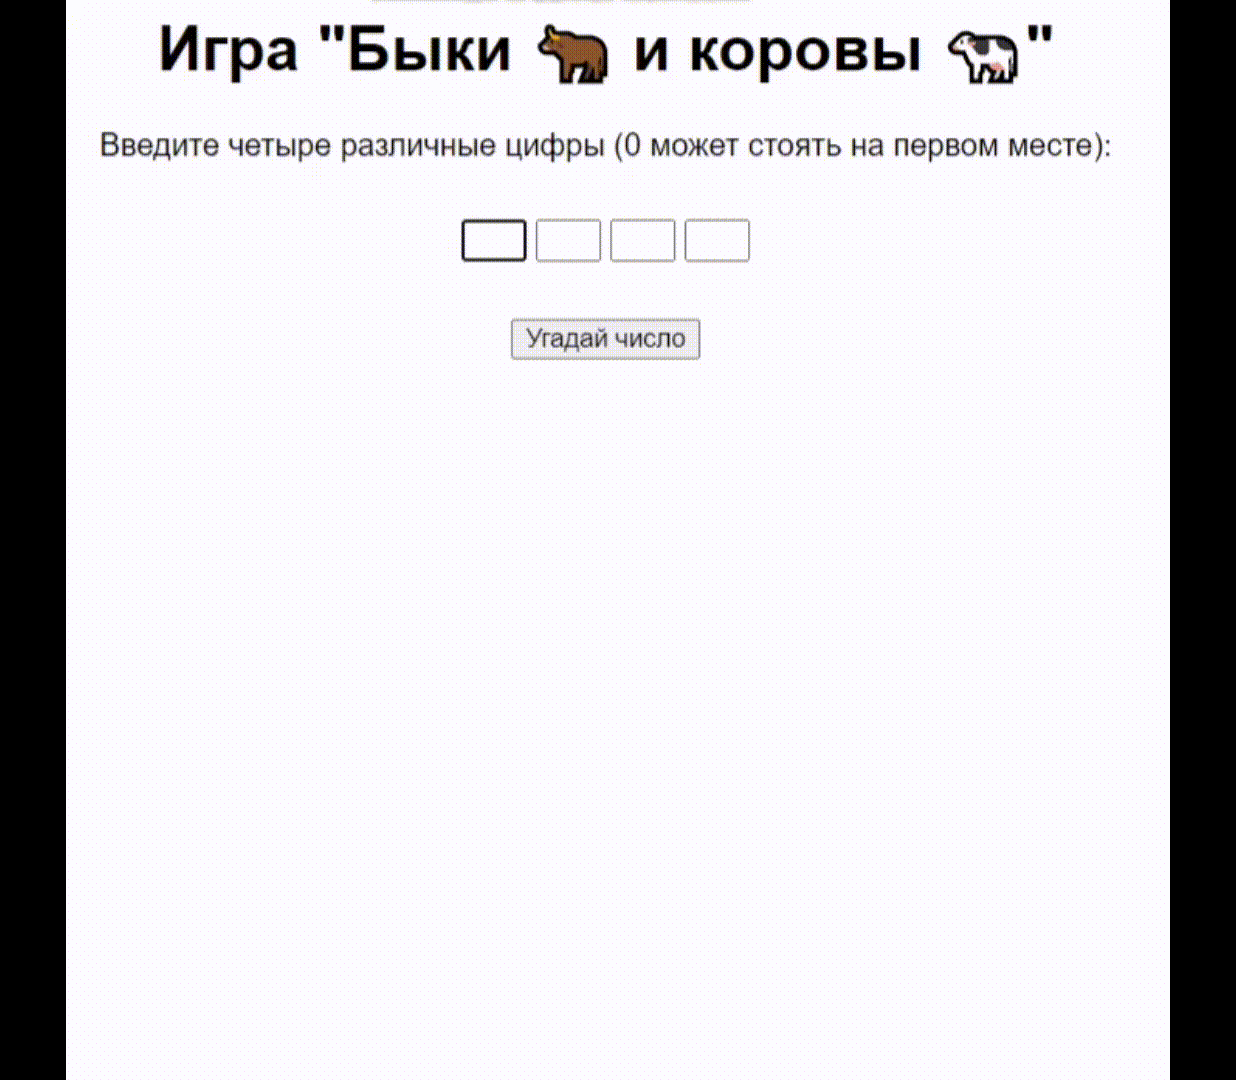 Игра "Быки 🐂 и коровы 🐄"
Введите четыре различные цифры (0 может стоять на первом месте):
Угадай число